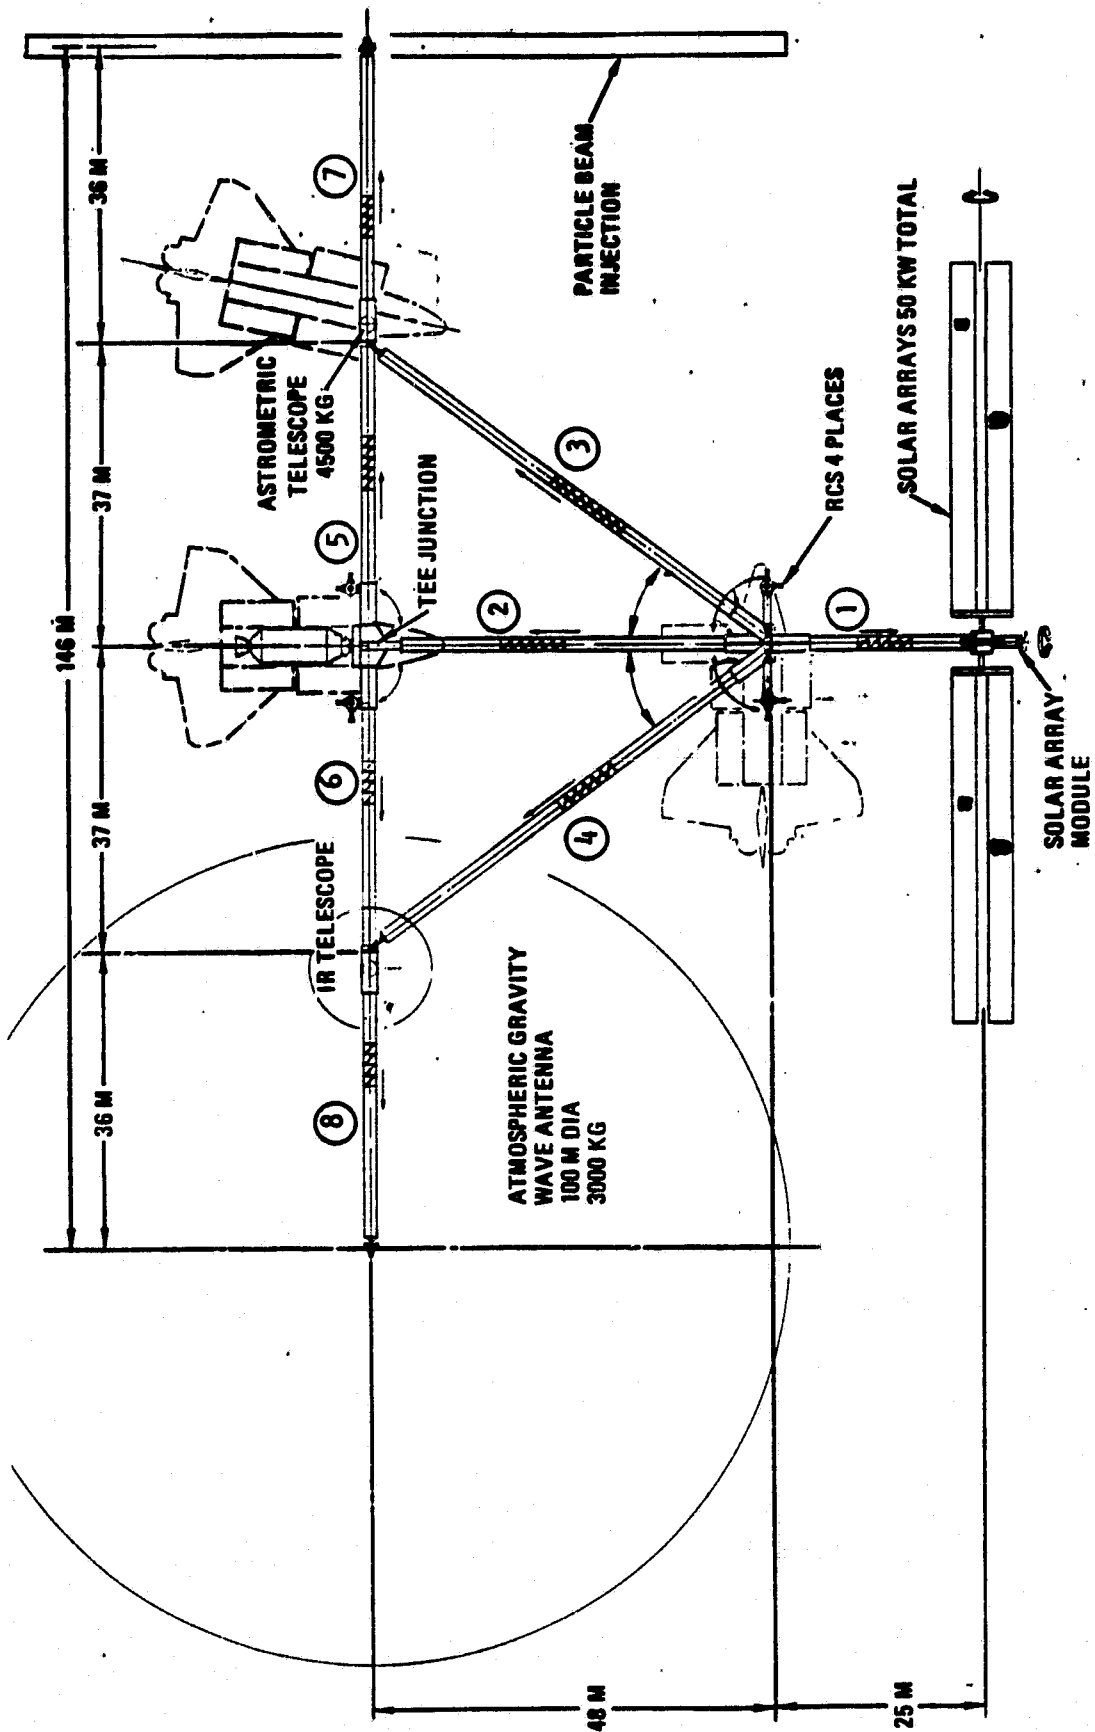 146 M
36 M
37 M
37 M
36 M
7
ASTROMETRIC
TELESCOPE
4500 KG
5
TEE JUNCTION
PARTICLE BEAM
INJECTION
3
2
6
IR TELESCOPE
4
8
ATMOSPHERIC GRAVITY
WAVE ANTENNA
100 M DIA
3000 KG
RCS 4 PLACES
1
SOLAR ARRAYS 50 KW TOTAL
SOLAR ARRAY
MODULE
48 M
25 M